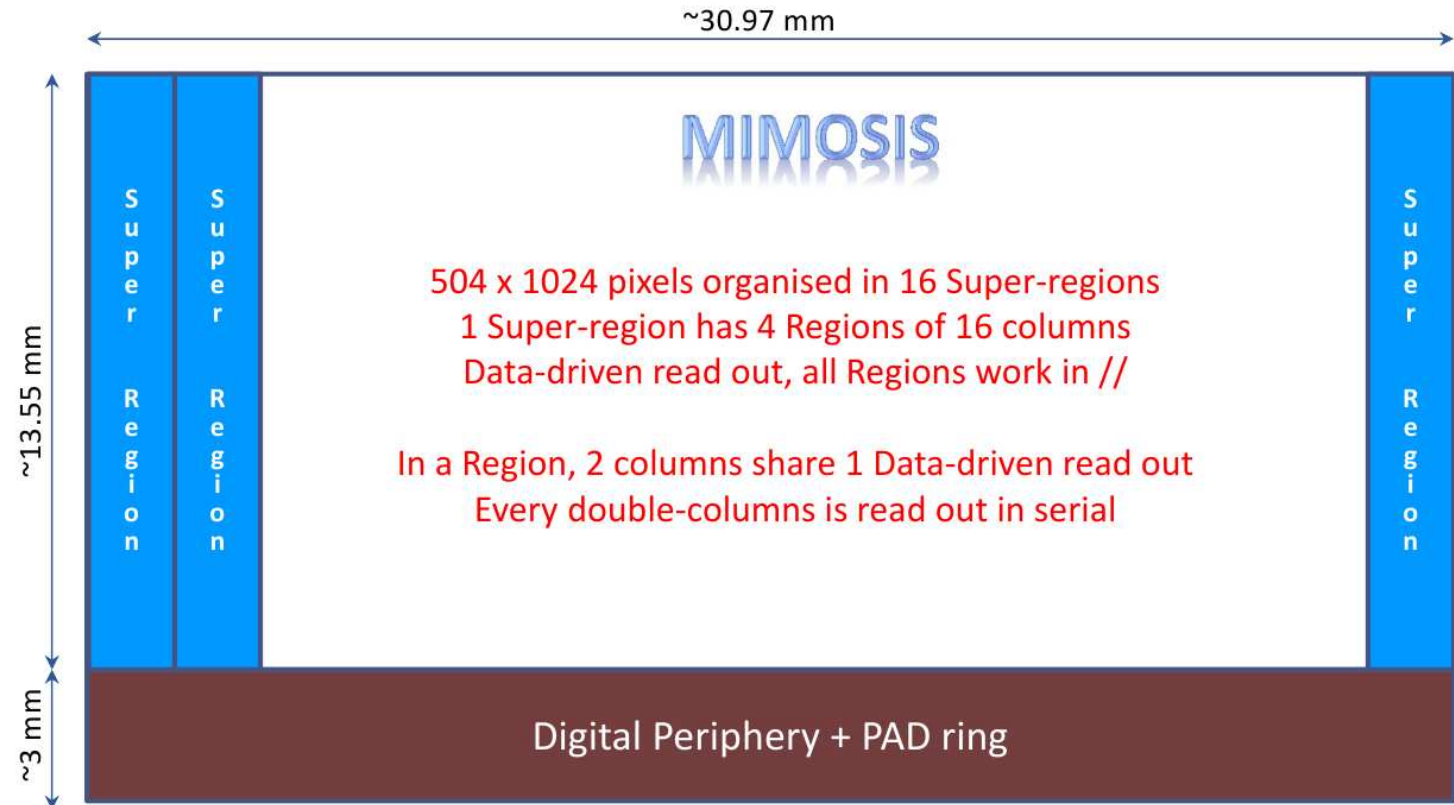 ~30.97 mm
MIMOSIS
504 x 1024 pixels organised in 16 Super-regions
1 Super-region has 4 Regions of 16 columns
Data-driven read out, all Regions work in //
In a Region, 2 columns share 1 Data-driven read out
Every double-columns is read out in serial
Super Region
Super Region
Super Region
~13.55 mm
~3 mm
Digital Periphery + PAD ring